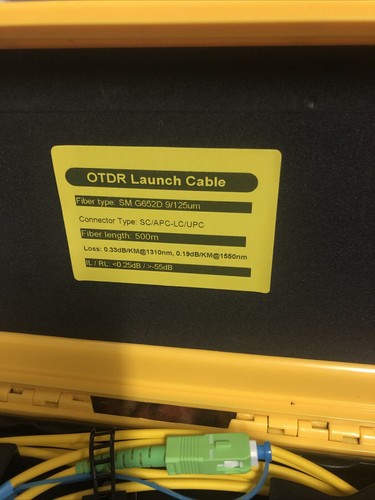 OTDR Launch Cable
Fiber type: SM G652D 9/125um
Connector Type: SC/APC-LC/UPC
Fiber length: 500m
Loss: 0.33dB/KM@1310nm, 0.19dB/KM@1550nm
IL / RL: <0.25dB / >-55dB